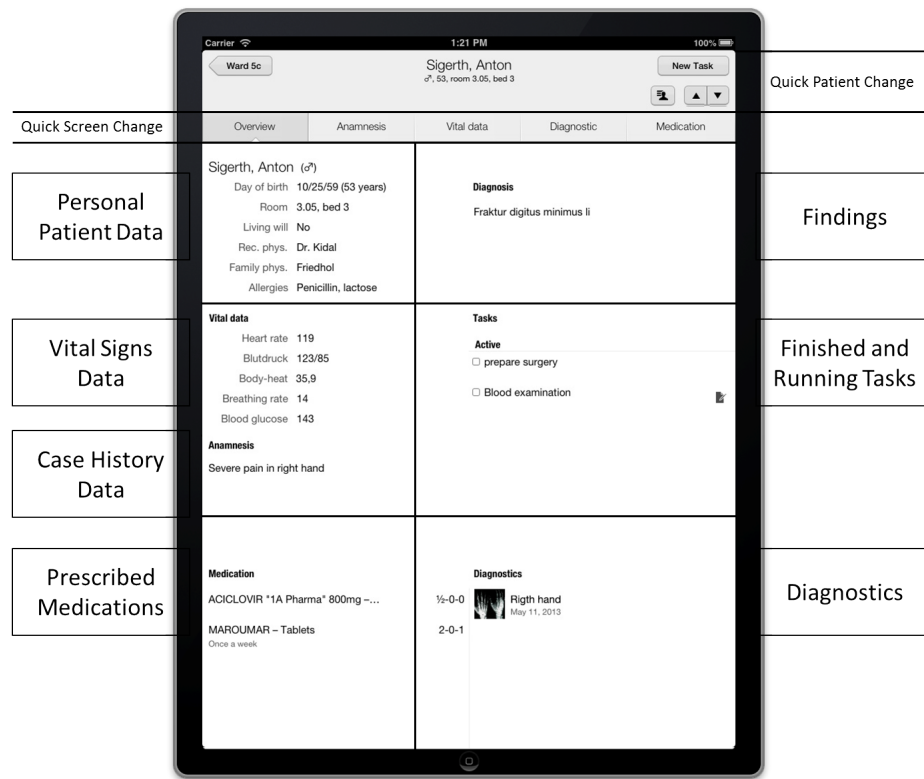 Carrier 1:21 PM 100%
Ward 5c Sigerth, Anton New Task
♂, 53, room 3.05, bed 3
Quick Patient Change
Quick Screen Change
Overview Anamnesis Vital data Diagnostic Medication
Personal
Patient Data
Sigerth, Anton (♂)
Day of birth 10/25/59 (53 years)
Room 3.05, bed 3
Living will No
Rec. phys. Dr. Kidal
Family phys. Friedhol
Allergies Penicillin, lactose
Diagnosis
Fraktur digitus minimus li
Findings
Vital Signs
Data
Vital data
Heart rate 119
Blutdruck 123/85
Body-heat 35,9
Breathing rate 14
Blood glucose 143
Tasks
Active
prepare surgery
Blood examination
Finished and
Running Tasks
Case History
Data
Anamnesis
Severe pain in right hand
Prescribed
Medications
Medication
ACICLOVIR "1A Pharma" 800mg –... ½-0-0
MAROUMAR – Tablets 2-0-1
Once a week
Diagnostics
Rigth hand
May 11, 2013
Diagnostics